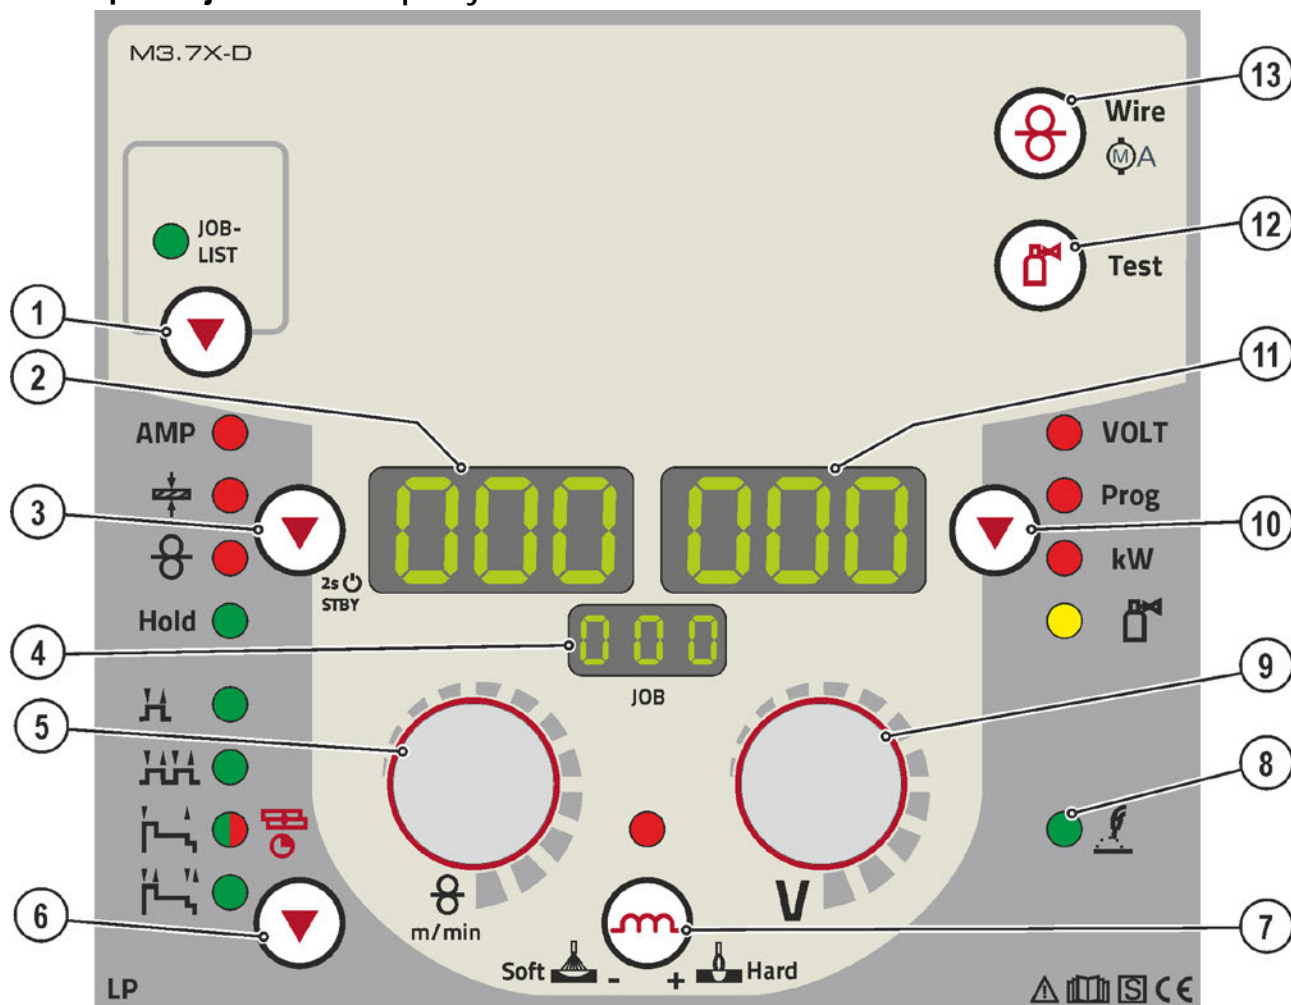 M3.7X-D
13
Wire
M A
JOB-
LIST
12
Test
1
2
11
AMP
VOLT
000
000
3
Prog
10
kW
2s
STBY
Hold
4
000
JOB
9
5
8
m/min
V
6
7
Soft - + Hard
LP
S CE